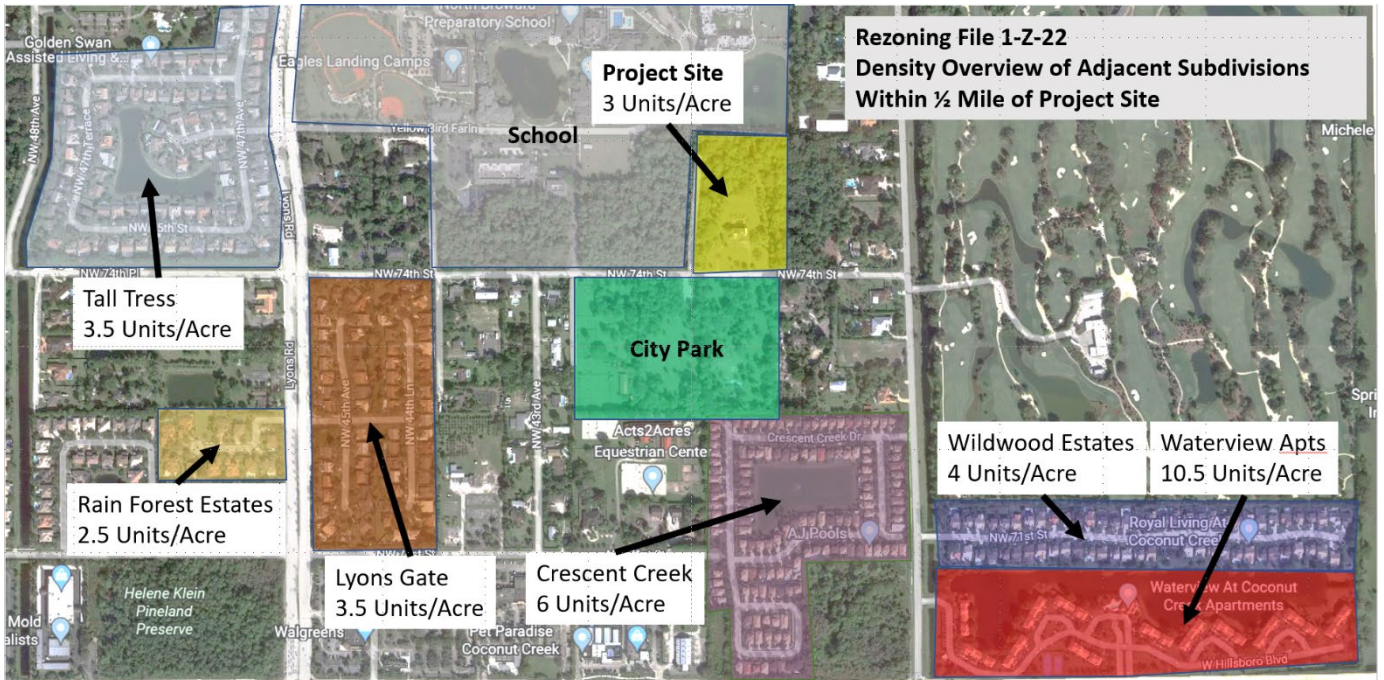 North Broward
Preparatory School
Golden Swan
Assisted Living &...
Eagles Landing Camps
Project Site
3 Units/Acre
Rezoning File 1-Z-22
Density Overview of Adjacent Subdivisions
Within ½ Mile of Project Site
Michele
School
NW 48th Ave
NW 47th Terrace
NW 47th Ave
Lyons Rd
NW 74th Pl
NW 74th St
NW 74th St
NW 74th St
Tall Tress
3.5 Units/Acre
City Park
Lyons Rd
NW 45th Ave
NW 44th Ln
NW 43rd Ave
Acts2Acres
Equestrian Center
Crescent Creek Dr
Wildwood Estates
4 Units/Acre
Waterview Apts
10.5 Units/Acre
Rain Forest Estates
2.5 Units/Acre
AJ Pools
NW 71st St
Royal Living At
Coconut Creek
Lyons Gate
3.5 Units/Acre
Crescent Creek
6 Units/Acre
Helene Klein
Pineland
Preserve
Waterview At Coconut
Creek Apartments
Mold
Walgreens
Pet Paradise
Coconut Creek
W Hillsboro Blvd